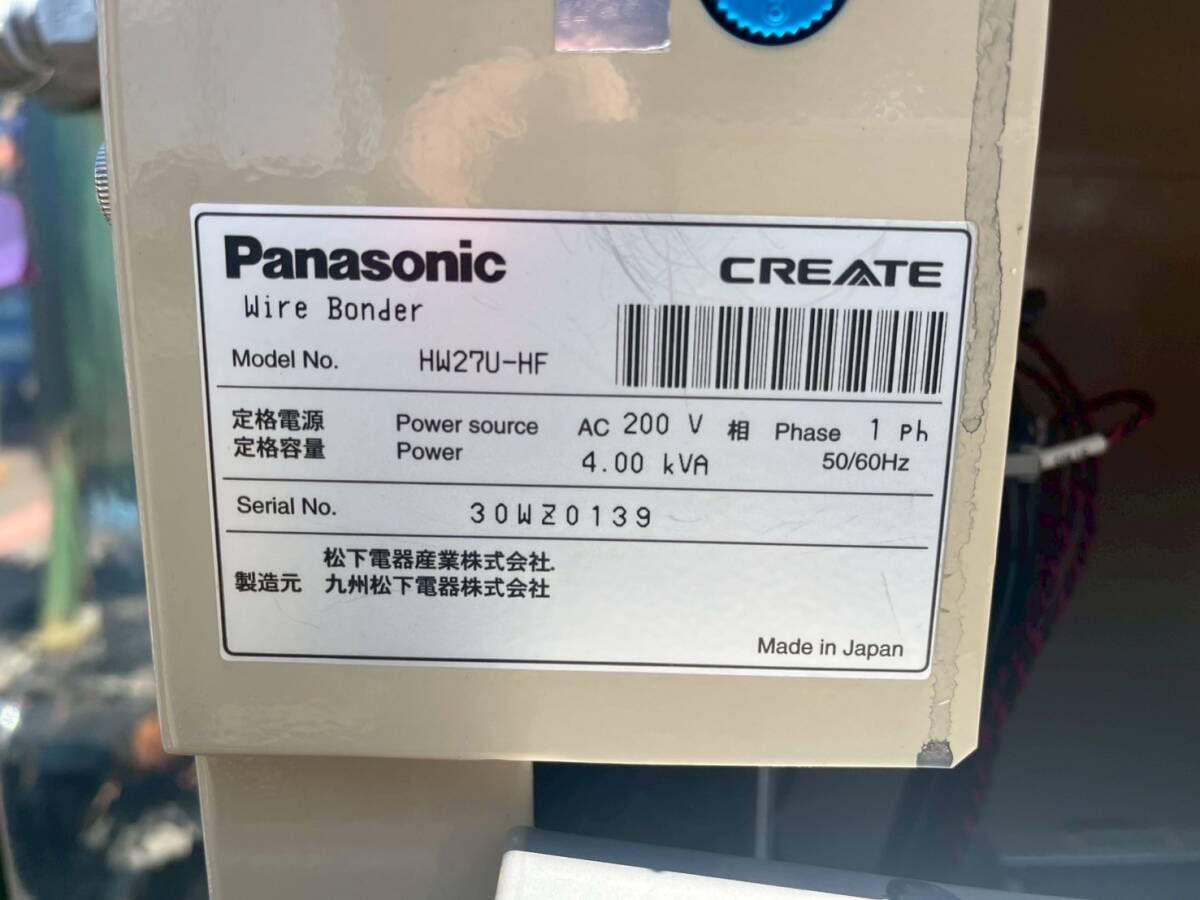 Panasonic CREATE
Wire Bonder
Model No. HW27U-HF
定格電源 Power source AC 200 V 相 Phase 1 Ph
定格容量 Power 4.00 kVA 50/60Hz
Serial No. 30WZ0139
松下電器産業株式会社.
製造元 九州松下電器株式会社
Made in Japan